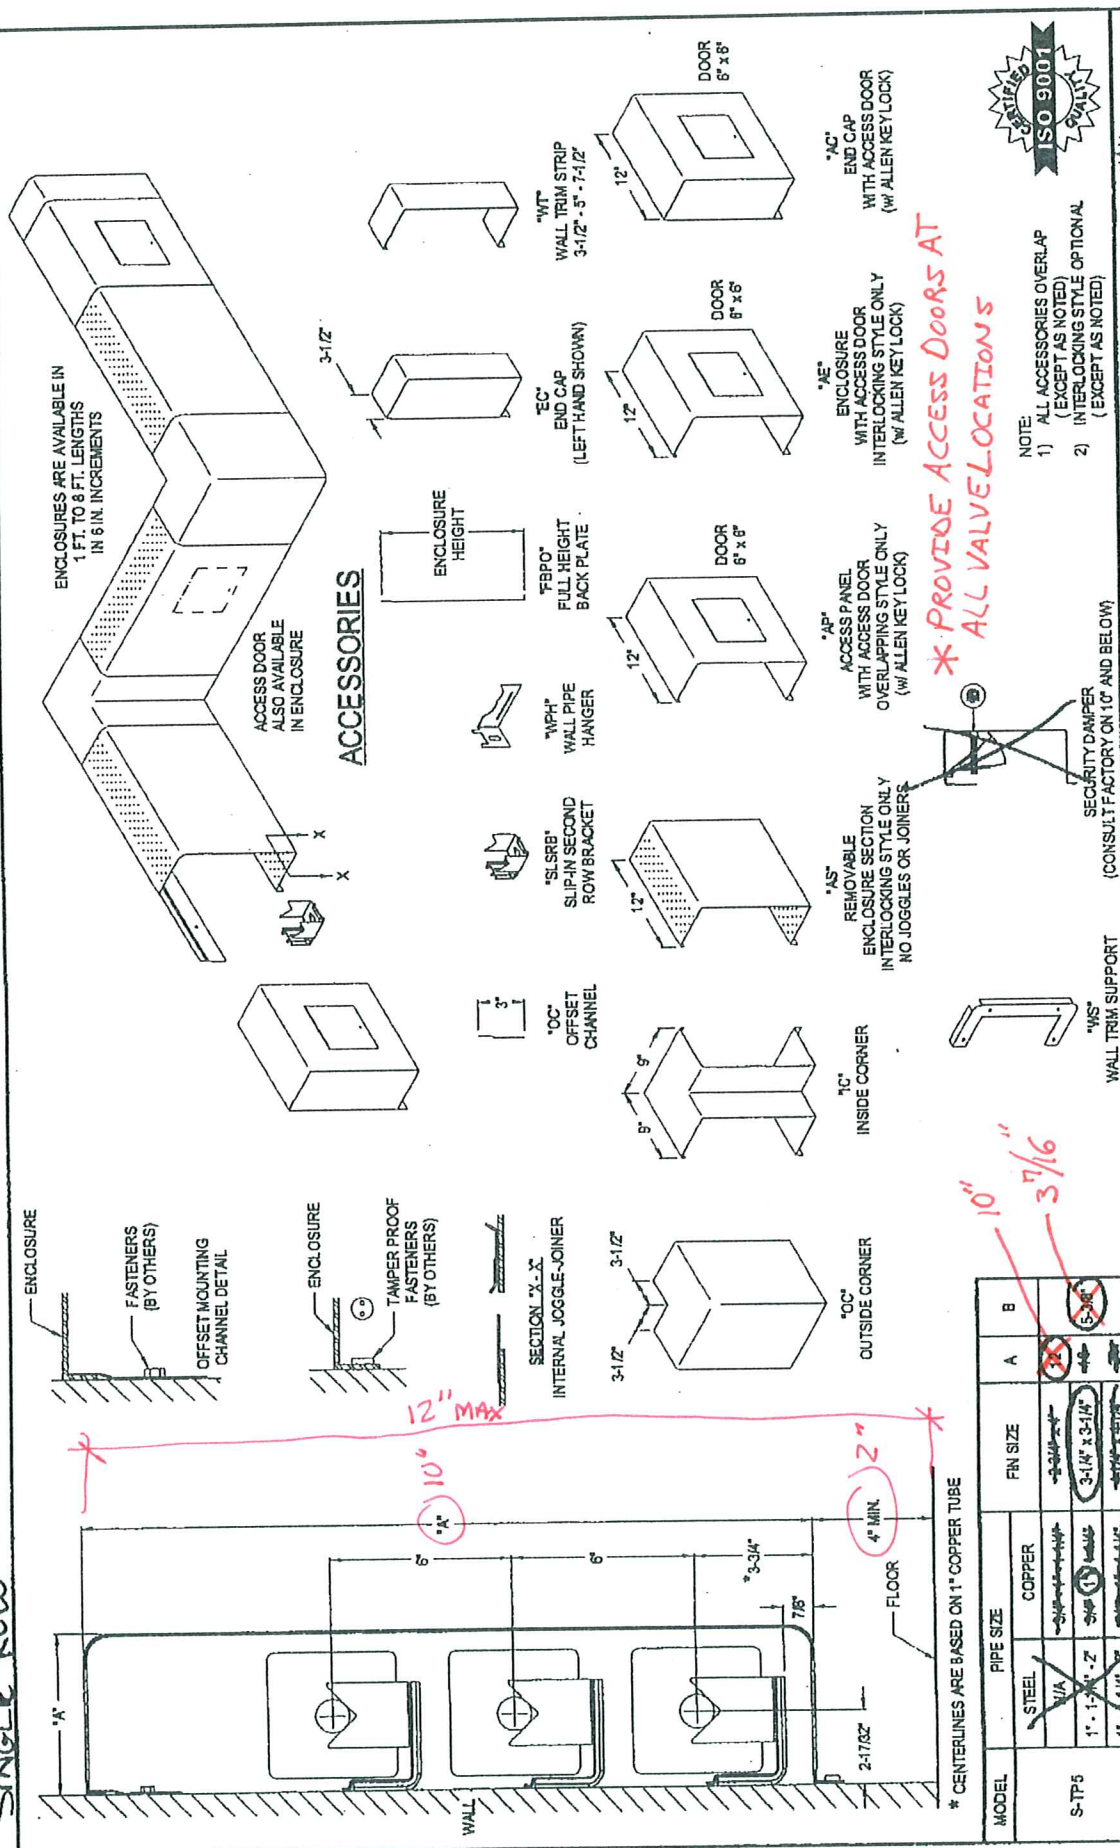 SINGLE ROW
ENCLOSURES ARE AVAILABLE IN
1 FT. TO 8 FT. LENGTHS
IN 6 IN. INCREMENTS
ACCESS DOOR
ALSO AVAILABLE
IN ENCLOSURE
X
X
ENCLOSURE
FASTENERS
(BY OTHERS)
OFFSET MOUNTING
CHANNEL DETAIL
ENCLOSURE
TAMPER PROOF
FASTENERS
(BY OTHERS)
SECTION "X - X"
INTERNAL JOGGLE-JOINER
ACCESSORIES
3"
"OC"
OFFSET
CHANNEL
"SLSRB"
SLIP-IN SECOND
ROW BRACKET
"WPH"
WALL PIPE
HANGER
ENCLOSURE
HEIGHT
"FBPO"
FULL HEIGHT
BACK PLATE
3-1/2"
"EC"
END CAP
(LEFT HAND SHOWN)
"WT"
WALL TRIM STRIP
3-1/2" - 5" - 7-1/2"
3-1/2"
3-1/2"
"OC"
OUTSIDE CORNER
9"
9"
"IC"
INSIDE CORNER
12"
"AS"
REMOVABLE
ENCLOSURE SECTION
INTERLOCKING STYLE ONLY
NO JOGGLES OR JOINERS
12"
DOOR
6" x 6"
"AP"
ACCESS PANEL
WITH ACCESS DOOR
OVERLAPPING STYLE ONLY
(w/ ALLEN KEY LOCK)
12"
DOOR
6" x 6"
"AE"
ENCLOSURE
WITH ACCESS DOOR
INTERLOCKING STYLE ONLY
(w/ ALLEN KEY LOCK)
12"
DOOR
6" x 6"
"AC"
END CAP
WITH ACCESS DOOR
(w/ ALLEN KEY LOCK)
* PROVIDE ACCESS DOORS AT
ALL VALVE LOCATIONS
"WS"
WALL TRIM SUPPORT
SECURITY DAMPER
(CONSULT FACTORY ON 10" AND BELOW)
NOTE:
1) ALL ACCESSORIES OVERLAP
(EXCEPT AS NOTED)
2) INTERLOCKING STYLE OPTIONAL
( EXCEPT AS NOTED)
CERTIFIED
ISO 9001
QUALITY
"A"
12" MAX
"A"
10"
6"
6"
*3-3/4"
7/8"
4" MIN.
2"
2-17/32"
WALL
FLOOR
* CENTERLINES ARE BASED ON 1" COPPER TUBE
10"
3 7/16"
MODEL
PIPE SIZE
FIN SIZE
A
B
STEEL
COPPER
S-TP5
N/A
12
3-1/4" x 3-1/4"
5-3/8"